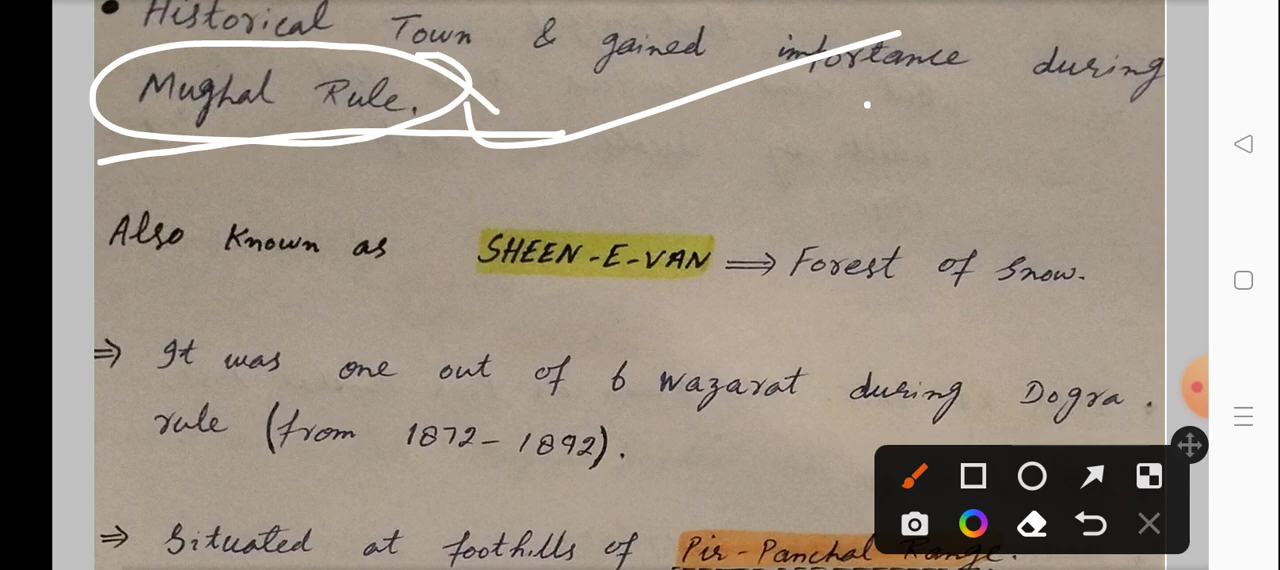 • Historical Town & gained importance during
Mughal Rule.
Also Known as SHEEN-E-VAN ⟹ Forest of Snow.
⇒ It was one out of 6 Wazarat during Dogra.
rule (from 1872-1892).
⇒ Situated at foothills of Pir-Panchal Range.